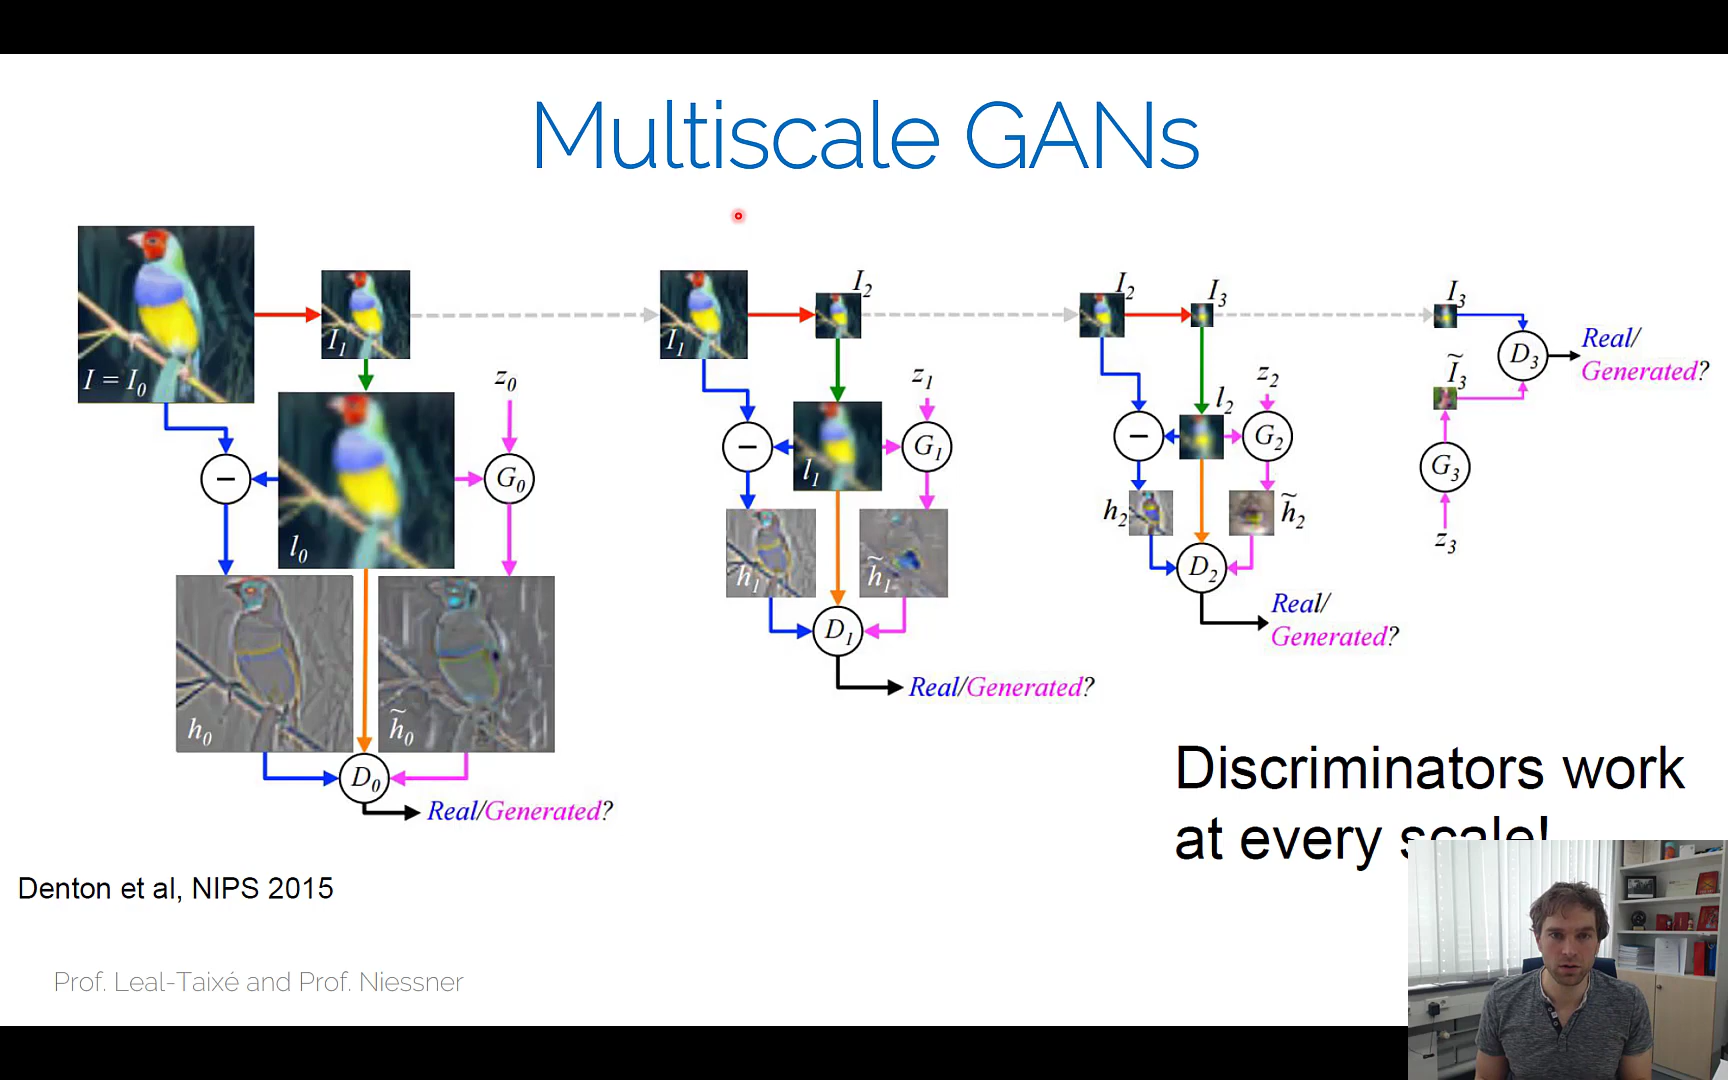 Multiscale GANs
I = I0
I1
z0
G0
−
l0
h0
h̃0
D0
Real/Generated?
I1
I2
z1
G1
−
l1
h1
h̃1
D1
Real/Generated?
I2
I3
z2
G2
−
l2
h2
h̃2
D2
Real/
Generated?
I3
Ĩ3
D3
Real/
Generated?
G3
z3
Discriminators work
at every scale!
Denton et al, NIPS 2015
Prof. Leal-Taixé and Prof. Niessner